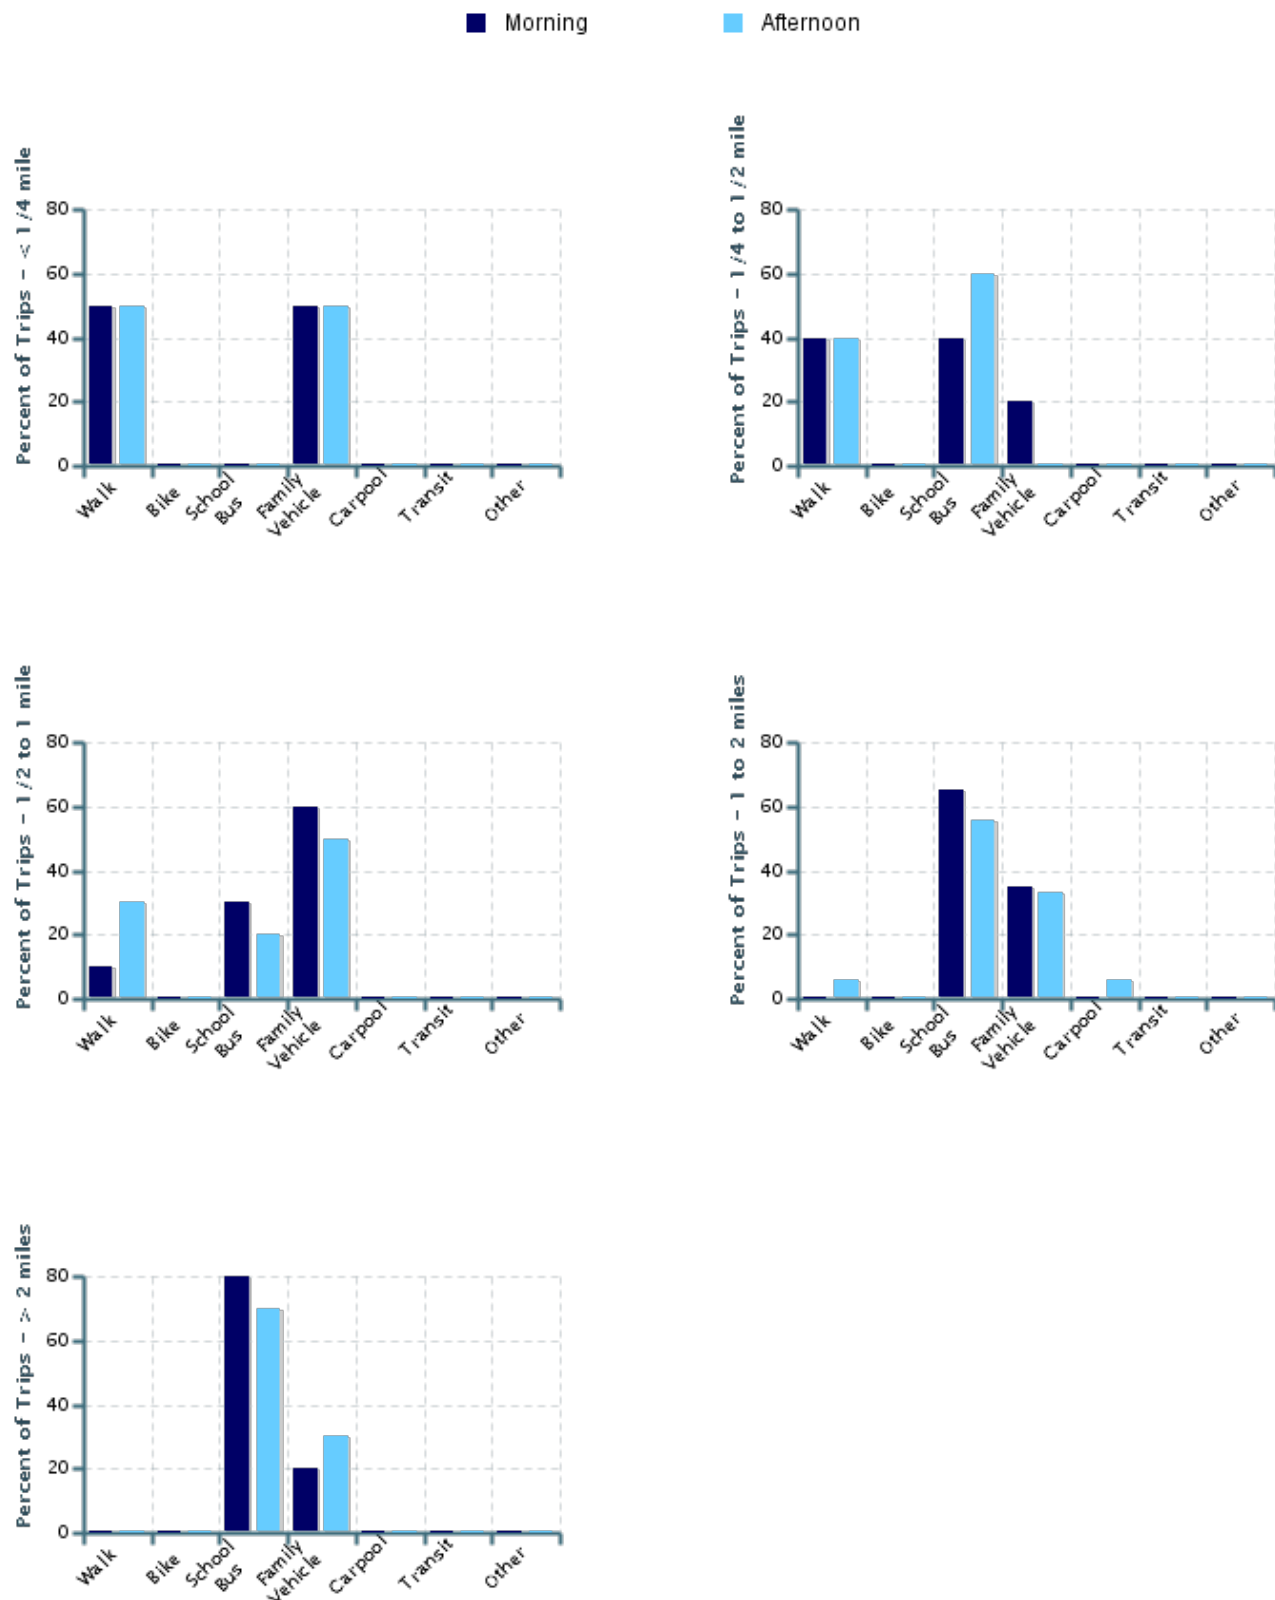 Morning
Afternoon
Percent of Trips - < 1/4 mile
80
60
40
20
0
Walk
Bike
School
Bus
Family
Vehicle
Carpool
Transit
Other
Percent of Trips - 1/4 to 1/2 mile
80
60
40
20
0
Walk
Bike
School
Bus
Family
Vehicle
Carpool
Transit
Other
Percent of Trips - 1/2 to 1 mile
80
60
40
20
0
Walk
Bike
School
Bus
Family
Vehicle
Carpool
Transit
Other
Percent of Trips - 1 to 2 miles
80
60
40
20
0
Walk
Bike
School
Bus
Family
Vehicle
Carpool
Transit
Other
Percent of Trips - > 2 miles
80
60
40
20
0
Walk
Bike
School
Bus
Family
Vehicle
Carpool
Transit
Other